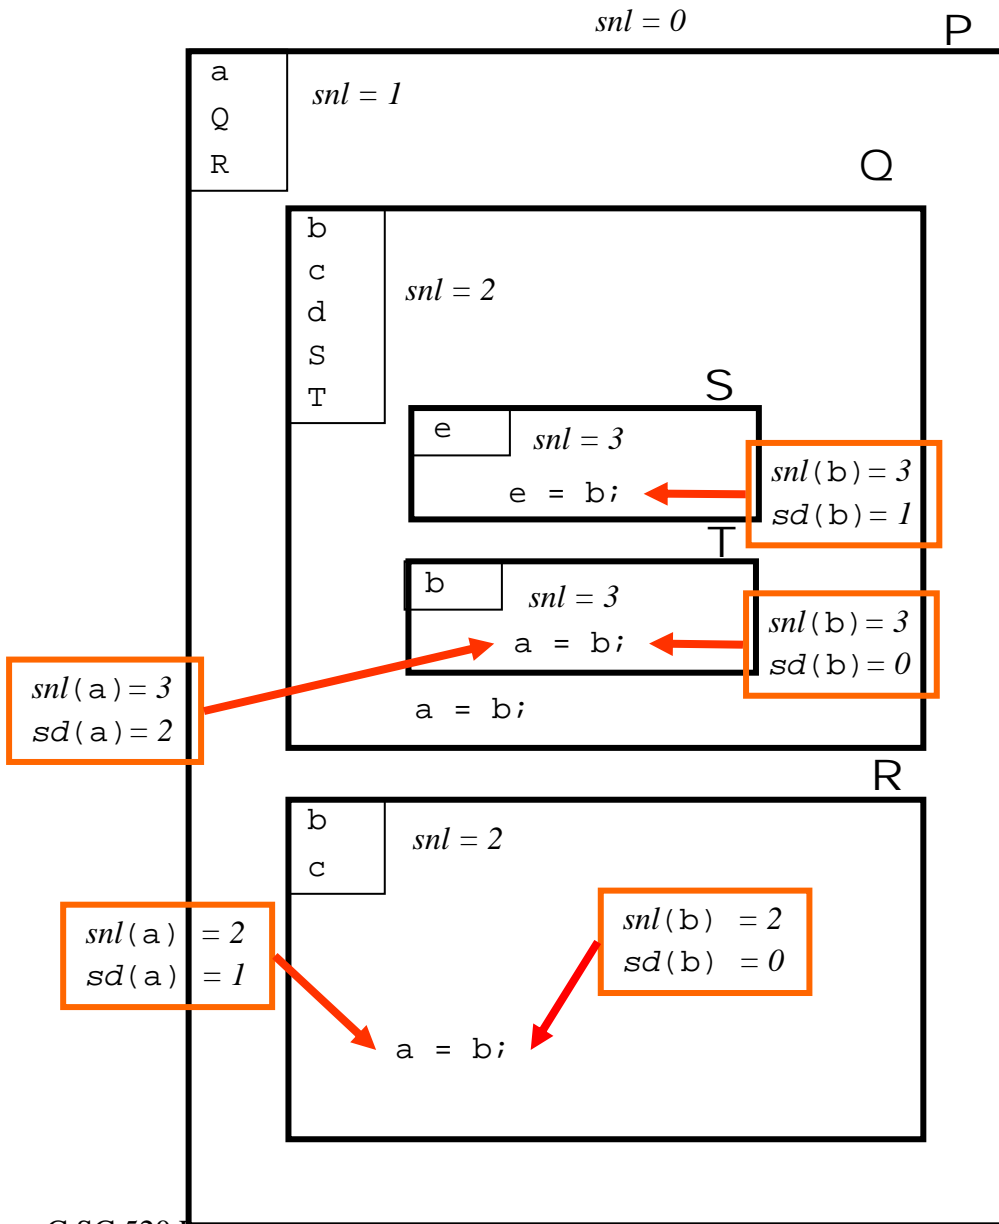 snl = 0
P
a
Q
R
snl = 1
Q
b
c
d
S
T
snl = 2
S
e
snl = 3
e = b;
snl(b)= 3
sd(b)= 1
T
b
snl = 3
a = b;
snl(b)= 3
sd(b)= 0
snl(a)= 3
sd(a)= 2
a = b;
R
b
c
snl = 2
snl(a) = 2
sd(a) = 1
snl(b) = 2
sd(b) = 0
a = b;